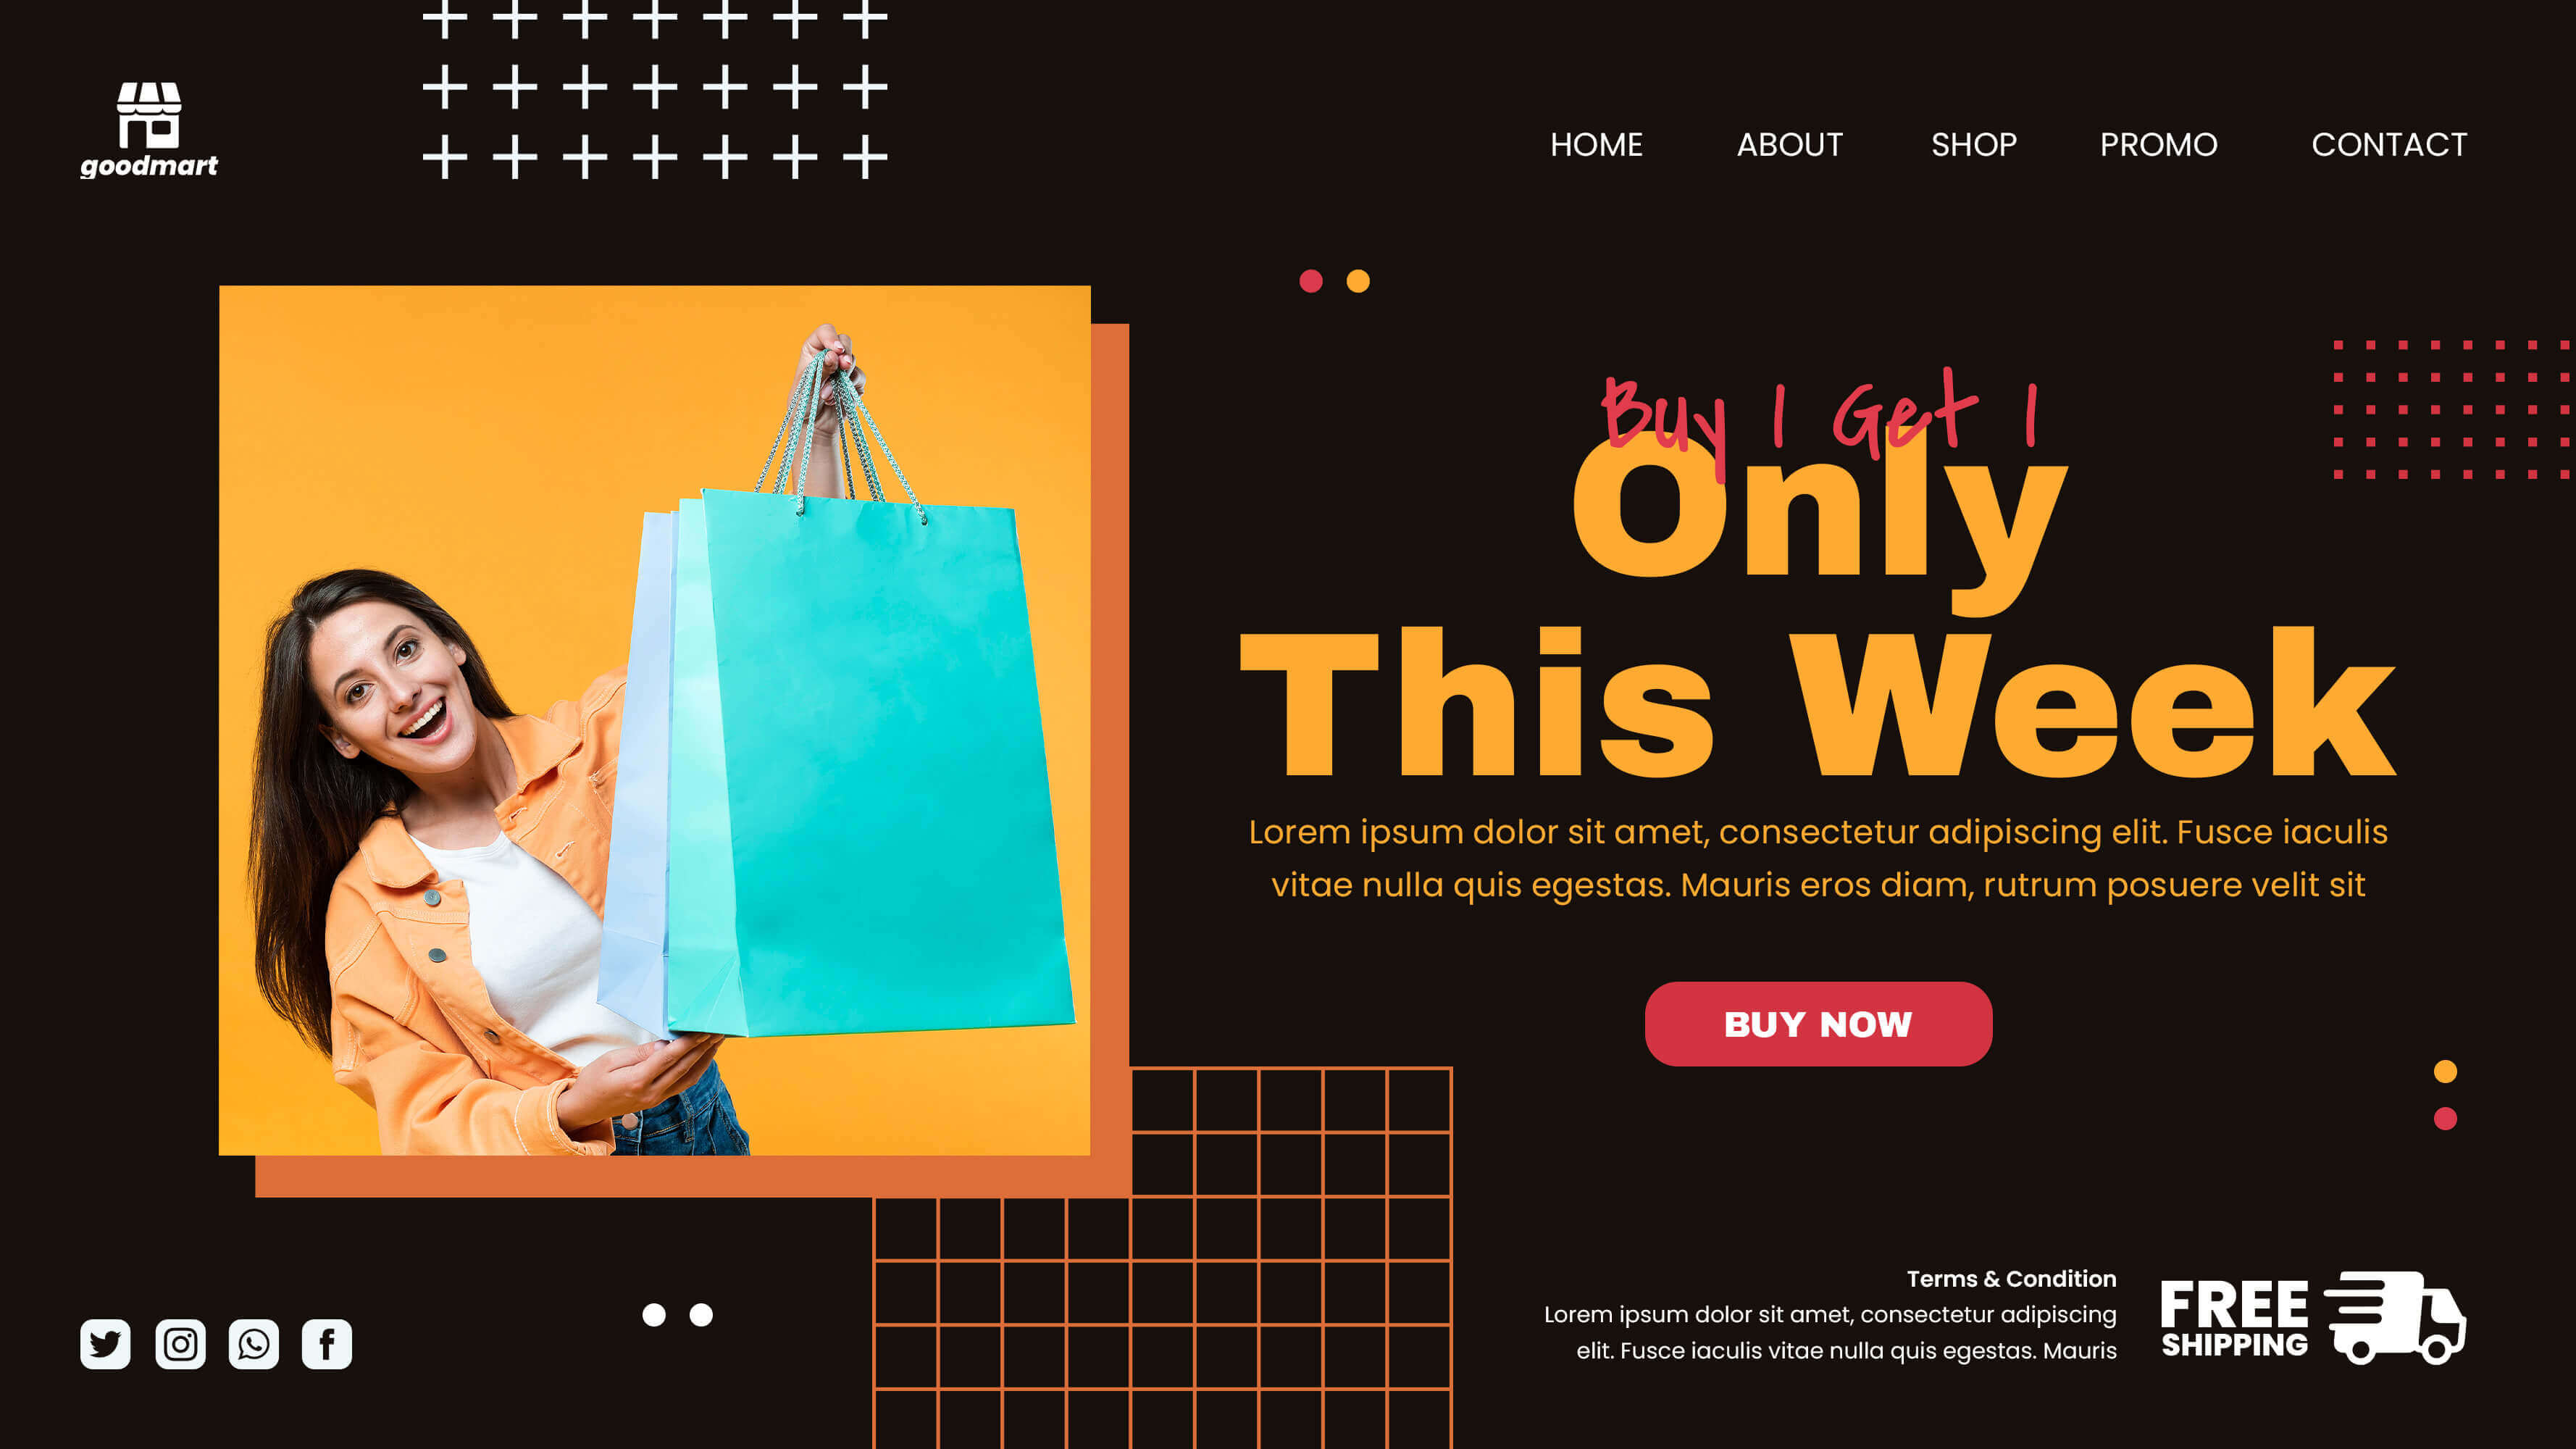 goodmart
HOME ABOUT SHOP PROMO CONTACT
Buy 1 Get 1
Only
This Week
Lorem ipsum dolor sit amet, consectetur adipiscing elit. Fusce iaculis
vitae nulla quis egestas. Mauris eros diam, rutrum posuere velit sit
BUY NOW
Terms & Condition
Lorem ipsum dolor sit amet, consectetur adipiscing
elit. Fusce iaculis vitae nulla quis egestas. Mauris
FREE
SHIPPING